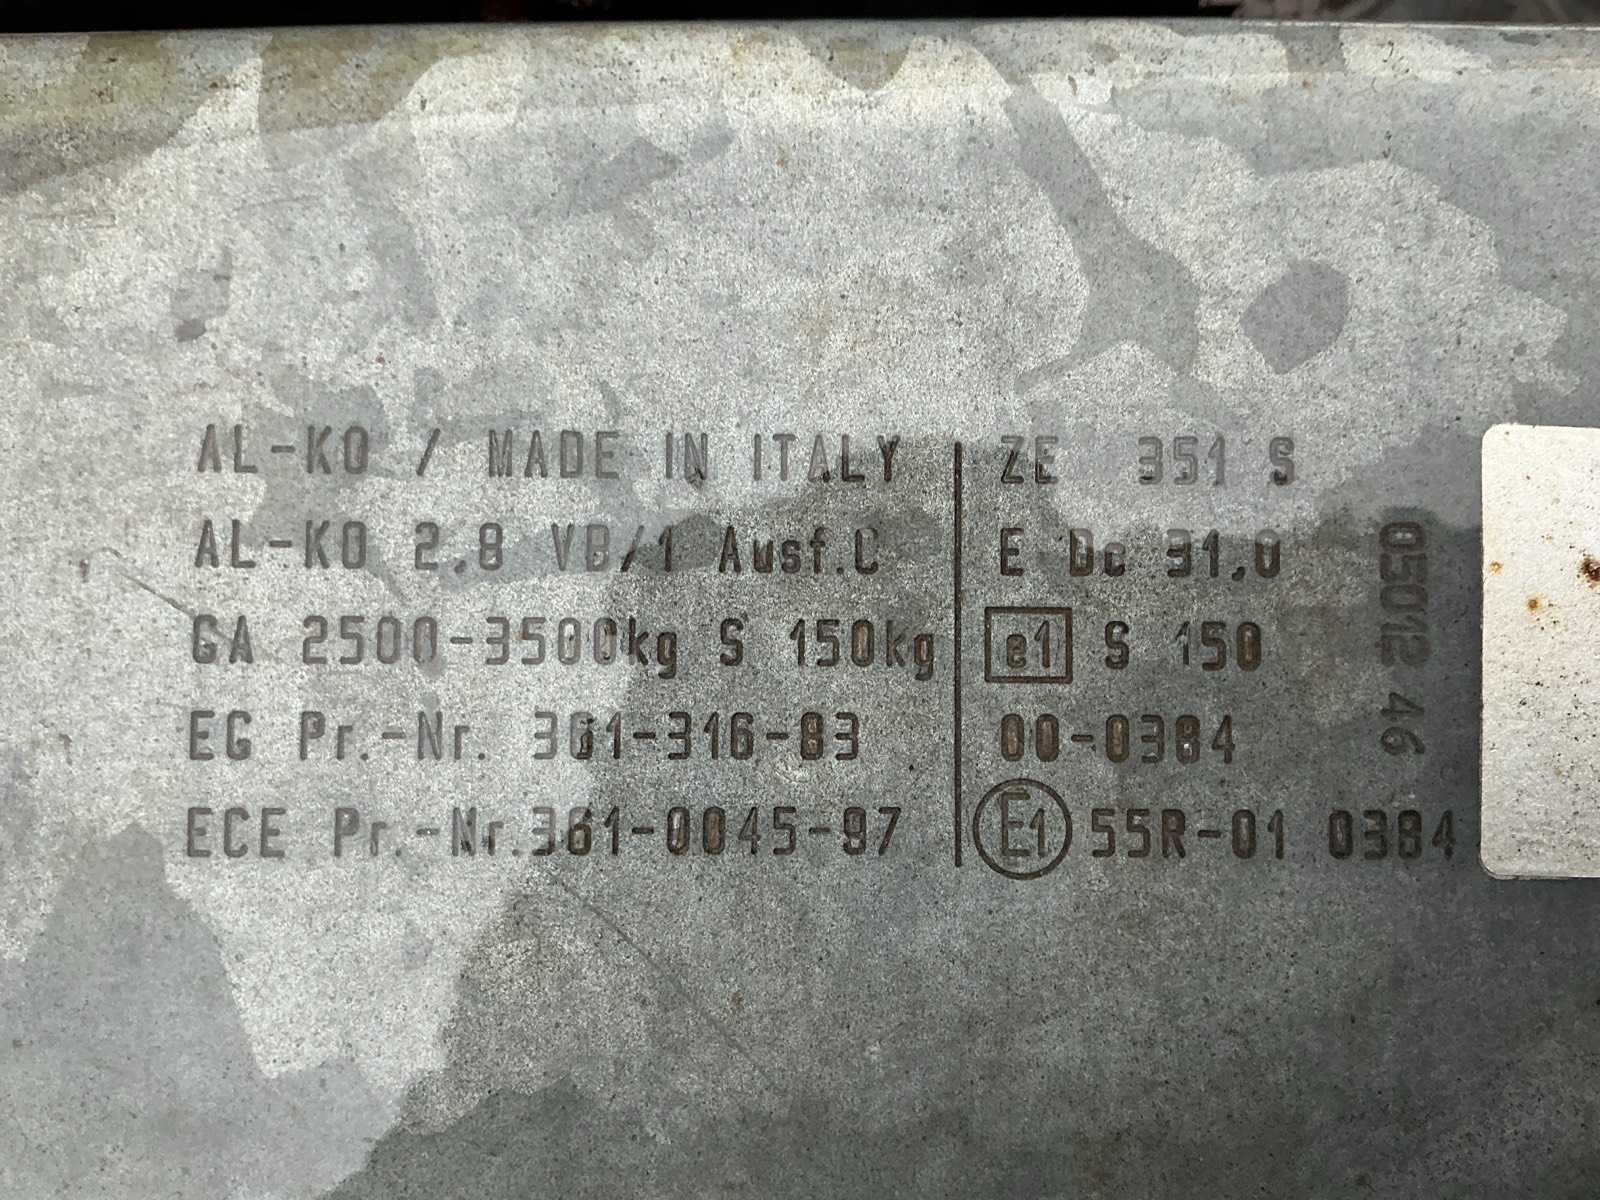 AL-KO / MADE IN ITALY
AL-KO 2,8 VB/1 Ausf.C
GA 2500-3500kg S 150kg
EG Pr.-Nr. 361-316-83
ECE Pr.-Nr.361-0045-97
ZE 351 S
E Dc 31,0
e1 S 150
00-0384
E1 55R-01 0384
05012 46